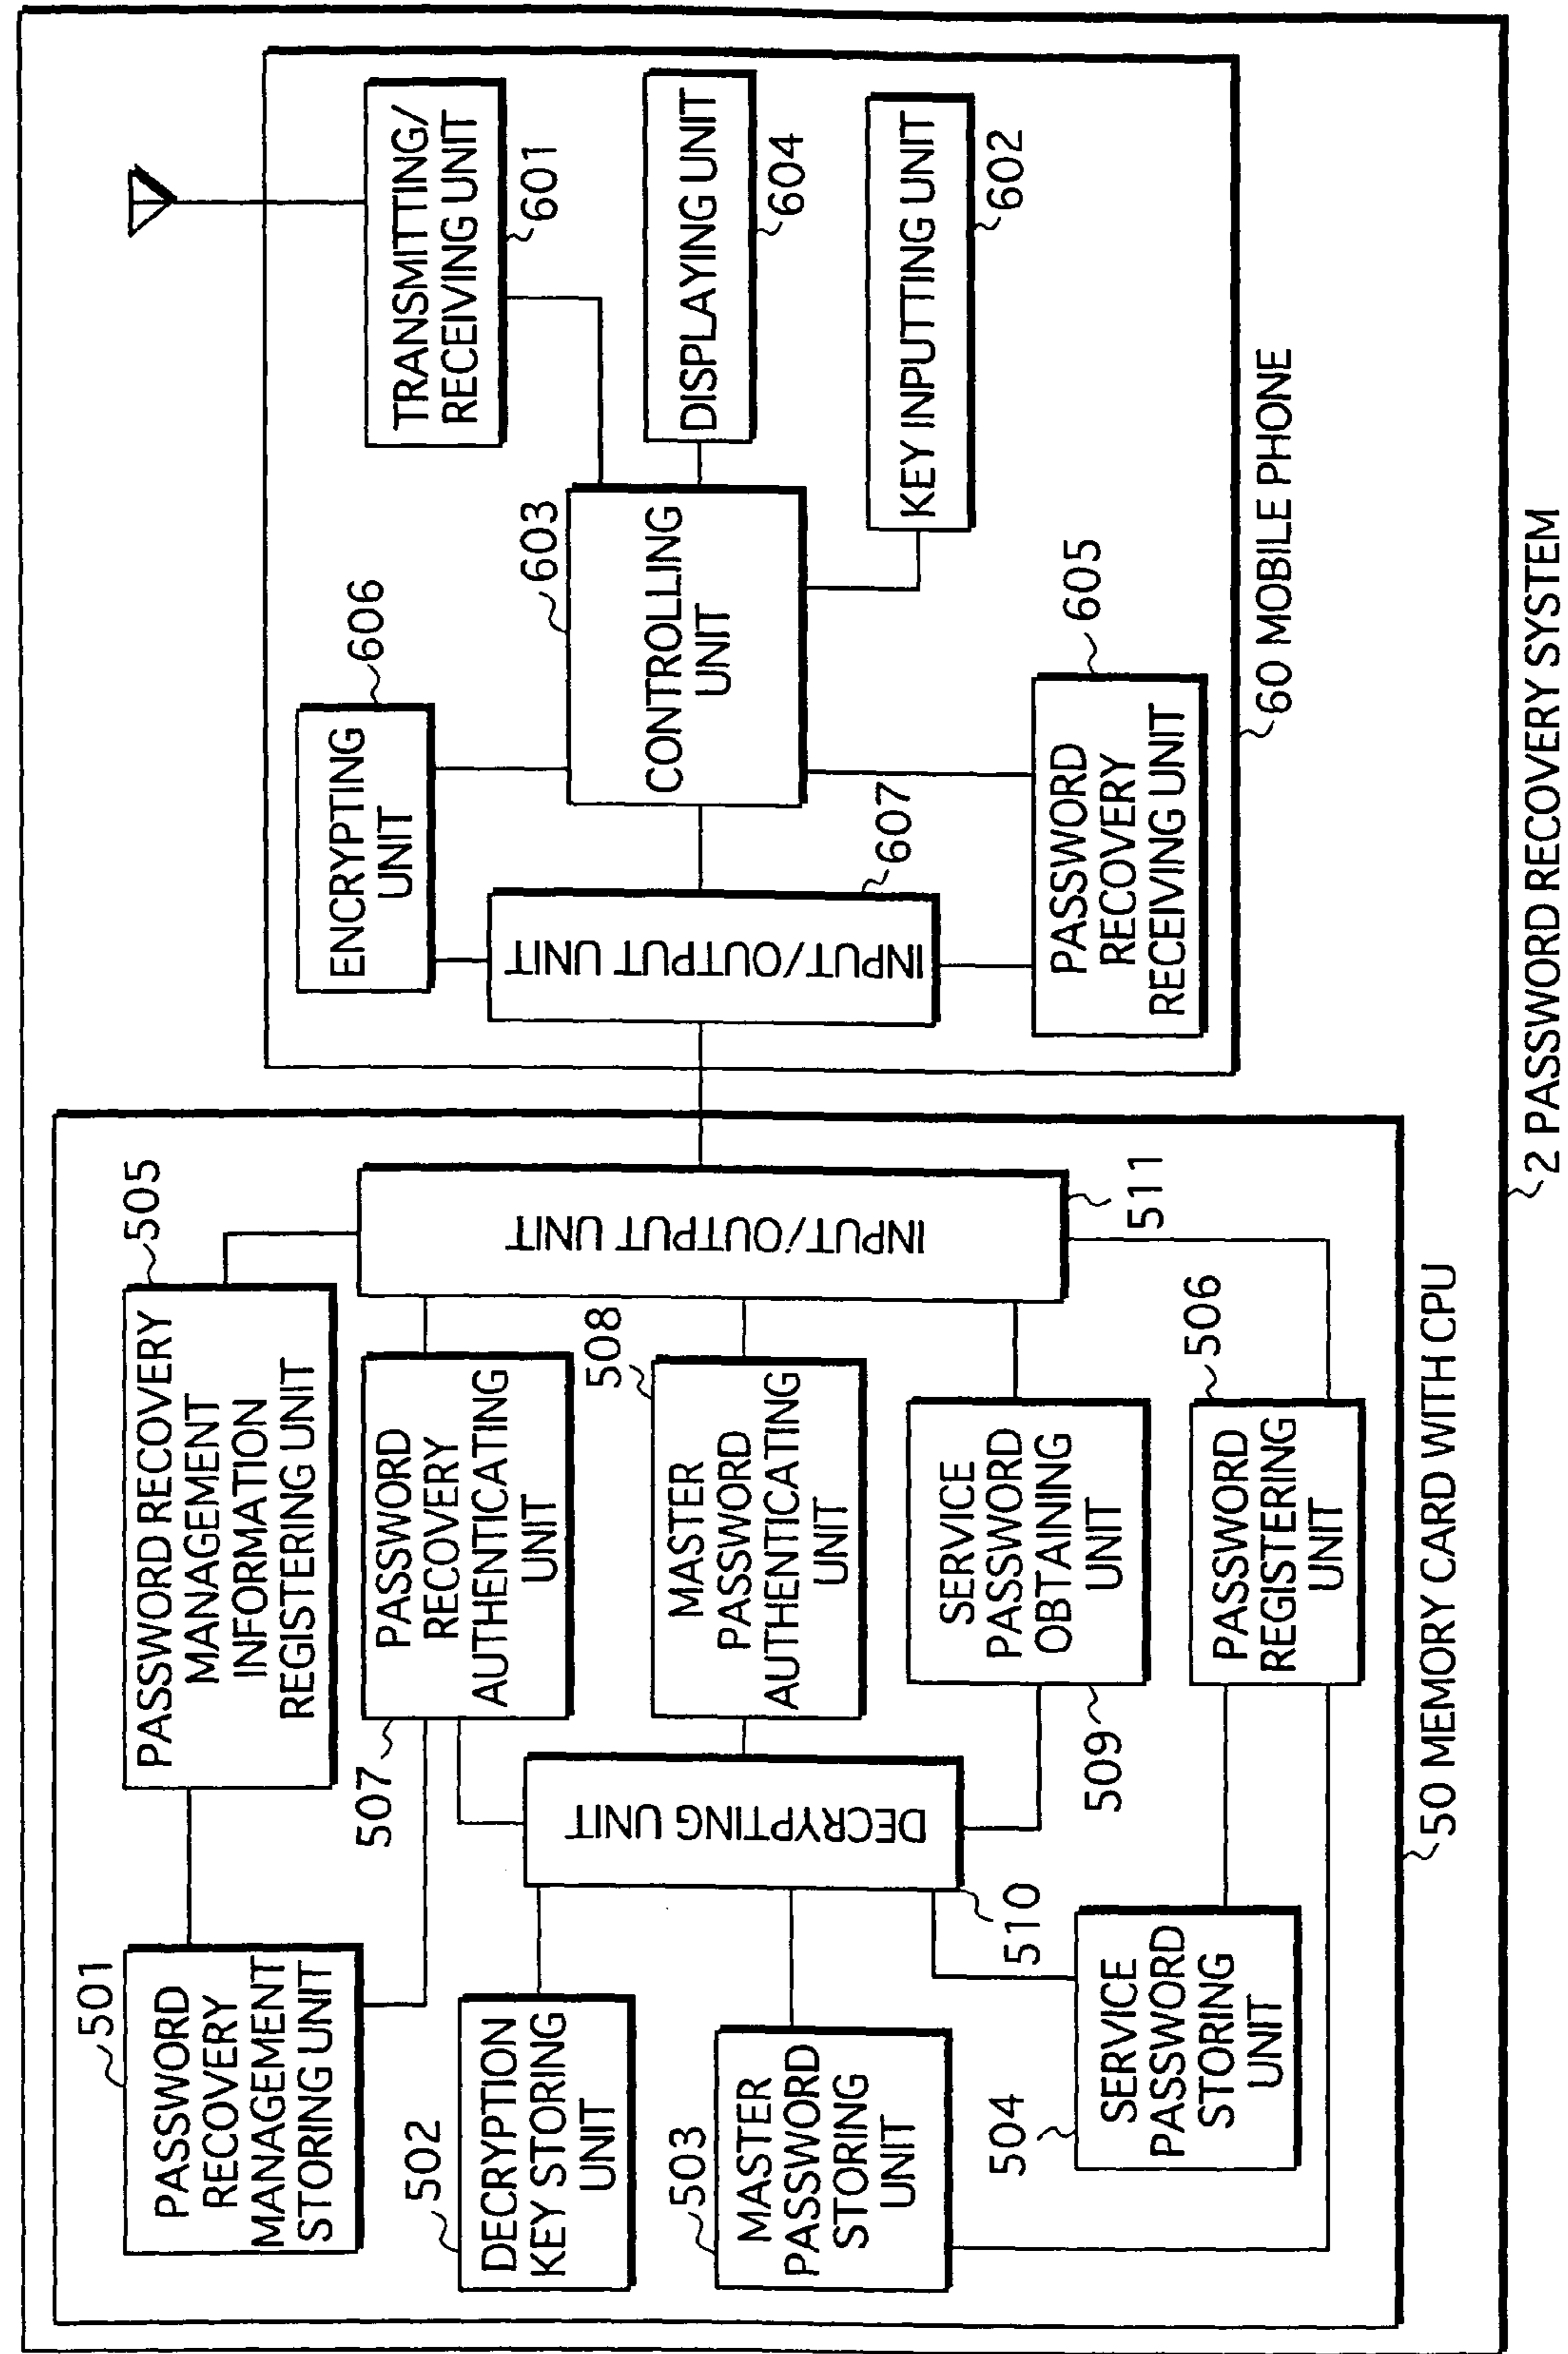 501
PASSWORD
RECOVERY
MANAGEMENT
STORING UNIT
505
PASSWORD RECOVERY
MANAGEMENT
INFORMATION
REGISTERING UNIT
502
DECRYPTION
KEY STORING
UNIT
507
PASSWORD
RECOVERY
AUTHENTICATING
UNIT
503
MASTER
PASSWORD
STORING
UNIT
DECRYPTING UNIT
510
508
MASTER
PASSWORD
AUTHENTICATING
UNIT
INPUT/OUTPUT UNIT
511
504
SERVICE
PASSWORD
STORING
UNIT
509
SERVICE
PASSWORD
OBTAINING
UNIT
506
PASSWORD
REGISTERING
UNIT
50 MEMORY CARD WITH CPU
606
ENCRYPTING
UNIT
TRANSMITTING/
RECEIVING UNIT
601
603
CONTROLLING
UNIT
DISPLAYING UNIT
604
INPUT/OUTPUT UNIT
607
KEY INPUTTING UNIT
602
605
PASSWORD
RECOVERY
RECEIVING UNIT
60 MOBILE PHONE
2 PASSWORD RECOVERY SYSTEM